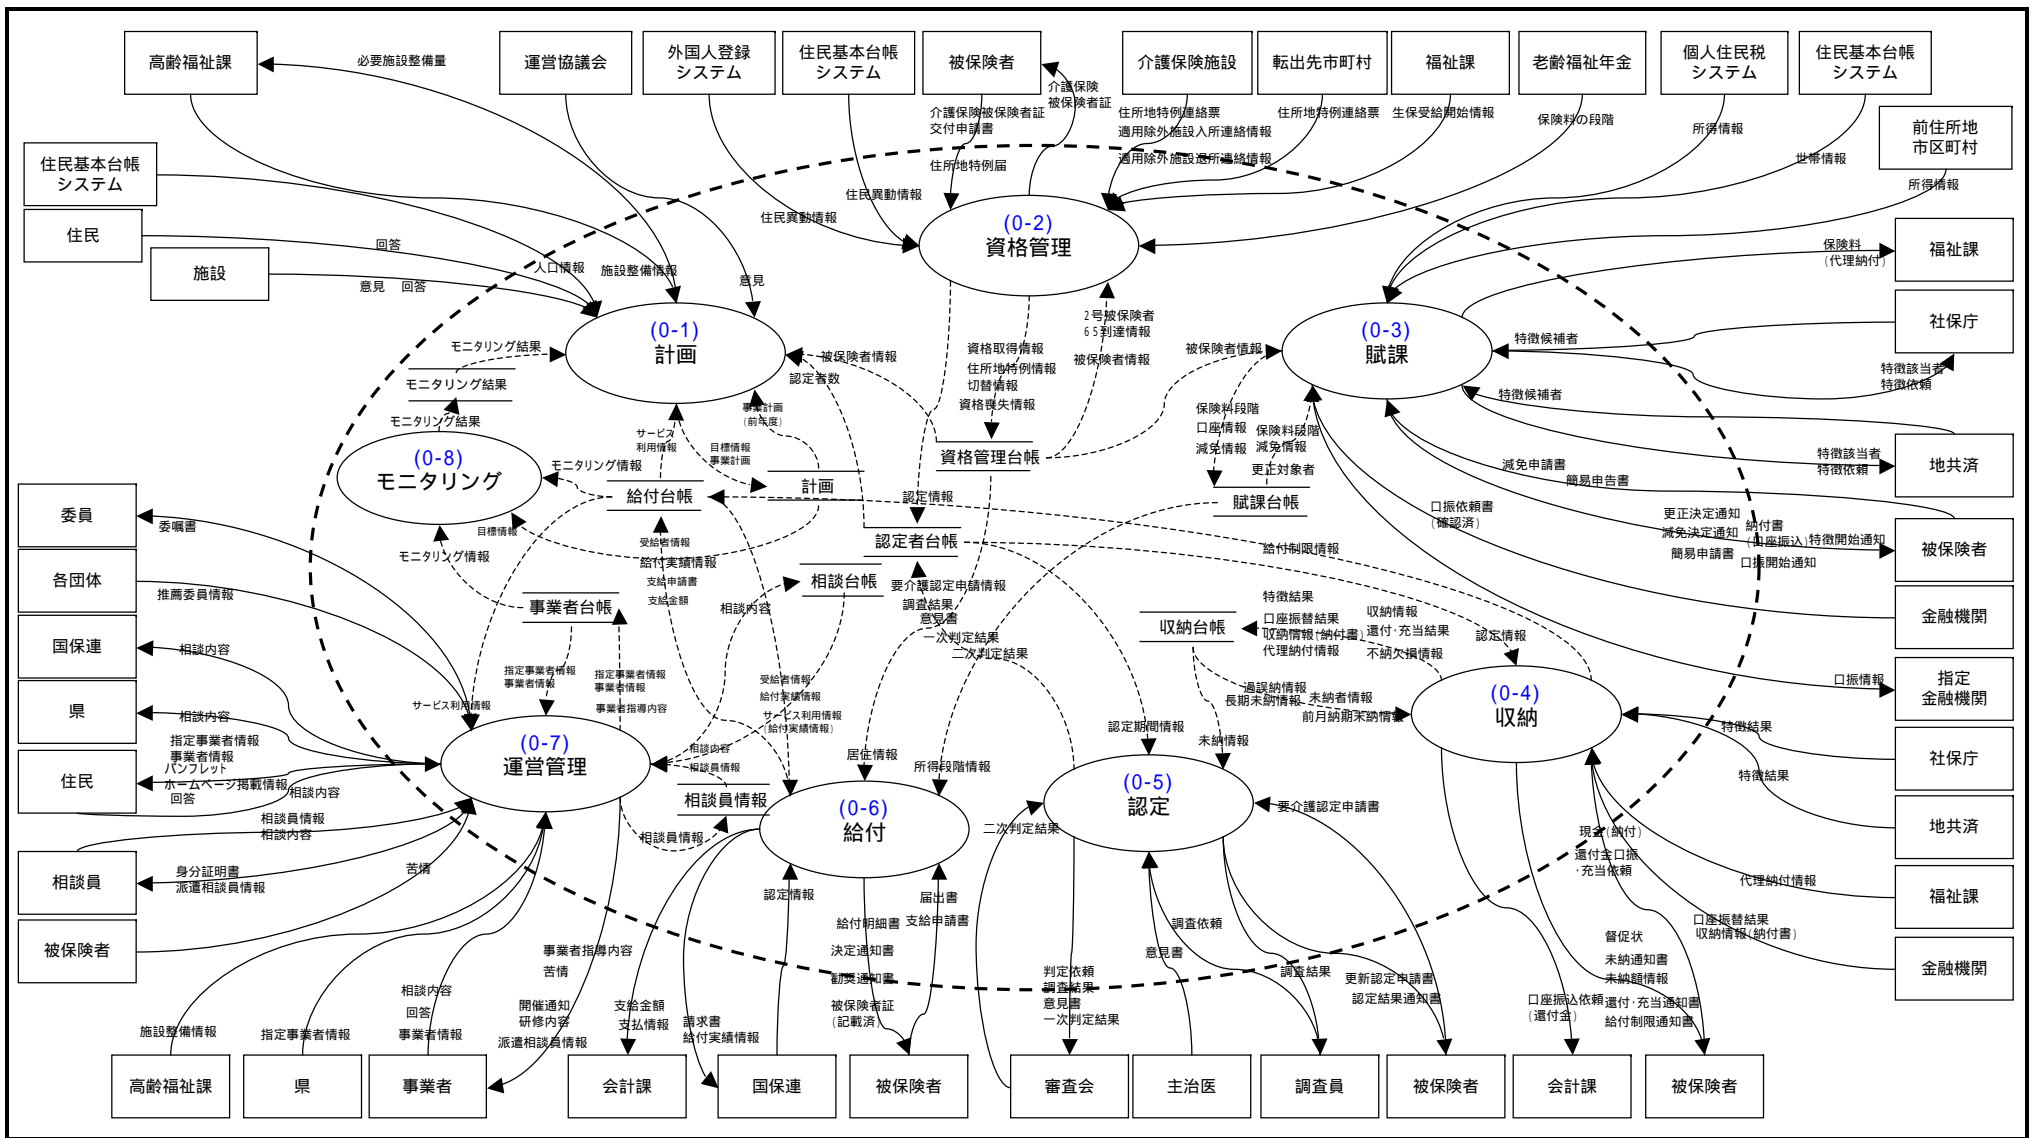 高齢福祉課
必要施設整備量
運営協議会
外国人登録
システム
住民基本台帳
システム
被保険者
介護保険
被保険者証
介護保険施設
転出先市町村
福祉課
老齢福祉年金
個人住民税
システム
住民基本台帳
システム
前住所地
市区町村
介護保険被保険者証
交付申請書
住所地特例届
住所地特例連絡票
適用除外施設入所連絡情報
適用除外施設退所連絡情報
住所地特例連絡票
生保受給開始情報
保険料の段階
所得情報
世帯情報
所得情報
住民基本台帳
システム
住民
施設
回答
意見 回答
人口情報
施設整備情報
意見
住民異動情報
住民異動情報
(0-2)
資格管理
(0-1)
計画
(0-3)
賦課
保険料
(代理納付)
福祉課
社保庁
特徴候補者
特徴該当者
特徴依頼
特徴候補者
地共済
特徴該当者
特徴依頼
モニタリング結果
モニタリング結果
モニタリング結果
(0-8)
モニタリング
モニタリング情報
目標情報
モニタリング情報
被保険者情報
認定者数
事業計画
(前年度)
サービス
利用情報
目標情報
事業計画
計画
給付台帳
資格取得情報
住所地特例情報
切替情報
資格喪失情報
2号被保険者
65到達情報
被保険者情報
被保険者情報
資格管理台帳
保険料段階
口座情報
減免情報
保険料段階
減免情報
更正対象者
賦課台帳
減免申請書
簡易申告書
口振依頼書
(確認済)
更正決定通知
減免決定通知
簡易申請書
納付書
(口座振込)
特徴開始通知
口振開始通知
被保険者
金融機関
口振情報
指定
金融機関
委員
委嘱書
各団体
推薦委員情報
国保連
相談内容
県
相談内容
指定事業者情報
事業者情報
住民
パンフレット
ホームページ掲載情報
回答
相談内容
相談員情報
相談内容
相談員
身分証明書
派遣相談員情報
被保険者
苦情
認定情報
認定者台帳
相談台帳
事業者台帳
受給者情報
給付実績情報
支給申請書
支給金額
相談内容
要介護認定申請情報
調査結果
意見書
一次判定結果
二次判定結果
給付制限情報
収納台帳
特徴結果
口座振替結果
収納情報(納付書)
代理納付情報
収納情報
還付・充当結果
不納欠損情報
認定情報
過誤納情報
長期未納情報
未納者情報
前月納期未納情報
(0-4)
収納
指定事業者情報
事業者情報
指定事業者情報
事業者情報
事業者指導内容
サービス利用情報
受給者情報
給付実績情報
サービス利用情報
(給付実績情報)
(0-7)
運営管理
相談内容
相談員情報
相談員情報
相談員情報
居住情報
所得段階情報
(0-6)
給付
認定期間情報
未納情報
(0-5)
認定
二次判定結果
要介護認定申請書
特徴結果
社保庁
特徴結果
地共済
現金(納付)
還付金口振
・充当依頼
代理納付情報
福祉課
口座振替結果
収納情報(納付書)
金融機関
認定情報
給付明細書
決定通知書
勧奨通知書
被保険者証
(記載済)
届出書
支給申請書
調査依頼
意見書
判定依頼
調査結果
意見書
一次判定結果
調査結果
更新認定申請書
認定結果通知書
口座振込依頼
(還付金)
督促状
未納通知書
未納額情報
還付・充当通知書
給付制限通知書
事業者指導内容
苦情
相談内容
回答
事業者情報
開催通知
研修内容
派遣相談員情報
施設整備情報
指定事業者情報
支給金額
支払情報
請求書
給付実績情報
高齢福祉課
県
事業者
会計課
国保連
被保険者
審査会
主治医
調査員
被保険者
会計課
被保険者